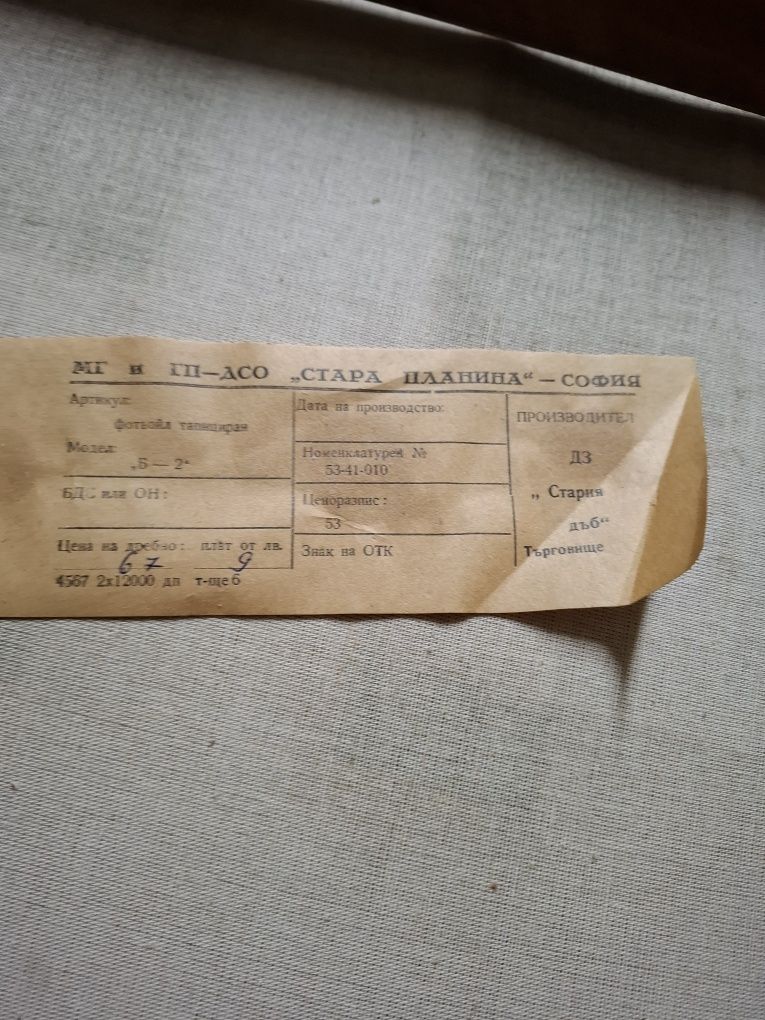 МГ и ГП—ДСО „СТАРА ПЛАНИНА“ — СОФИЯ
Артикул:
фотьойл тапициран
Модел:
„Б — 2“
БДС или ОН:
Цена на дребно: плат от лв.
67 9
4567 2х12000 дп т-ще б
Дата на производство:
Номенклатурен №
53-41-010
Ценоразпис:
53
Знак на ОТК
ПРОИЗВОДИТЕЛ
ДЗ
„Стария
дъб“
Търговище